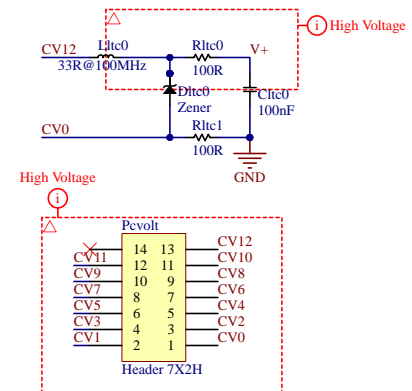 i High Voltage
CV12 Lltc0 Rltc0 V+
33R@100MHz 100R
Dltc0 Cltc0
Zener 100nF
CV0 Rltc1
100R GND
High Voltage
i
Pcvolt
14 13 CV12
CV11 12 11 CV10
CV9 10 9 CV8
CV7 8 7 CV6
CV5 6 5 CV4
CV3 4 3 CV2
CV1 2 1 CV0
Header 7X2H